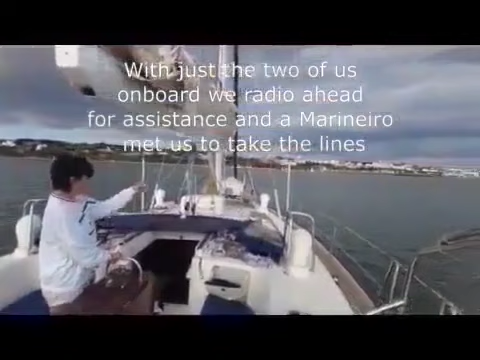 With just the two of us
onboard we radio ahead
for assistance and a Marineiro
met us to take the lines